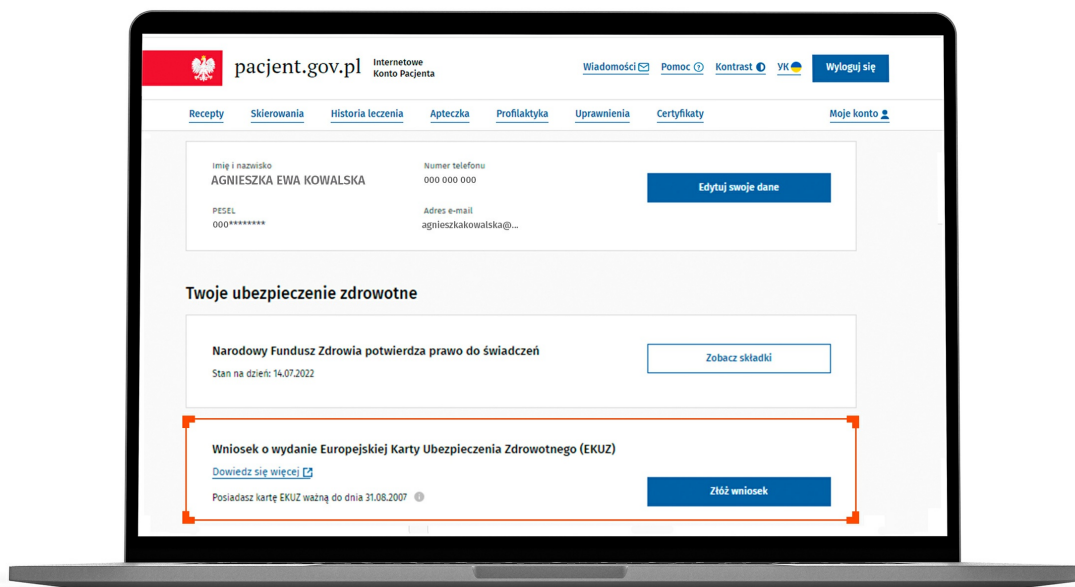 pacjent.gov.pl
Internetowe
Konto Pacjenta
Wiadomości
Pomoc
Kontrast
УК
Wyloguj się
Recepty
Skierowania
Historia leczenia
Apteczka
Profilaktyka
Uprawnienia
Certyfikaty
Moje konto
Imię i nazwisko
AGNIESZKA EWA KOWALSKA
Numer telefonu
000 000 000
Edytuj swoje dane
PESEL
000********
Adres e-mail
agnieszkakowalska@...
Twoje ubezpieczenie zdrowotne
Narodowy Fundusz Zdrowia potwierdza prawo do świadczeń
Stan na dzień: 14.07.2022
Zobacz składki
Wniosek o wydanie Europejskiej Karty Ubezpieczenia Zdrowotnego (EKUZ)
Dowiedz się więcej
Posiadasz kartę EKUZ ważną do dnia 31.08.2007
Złóż wniosek